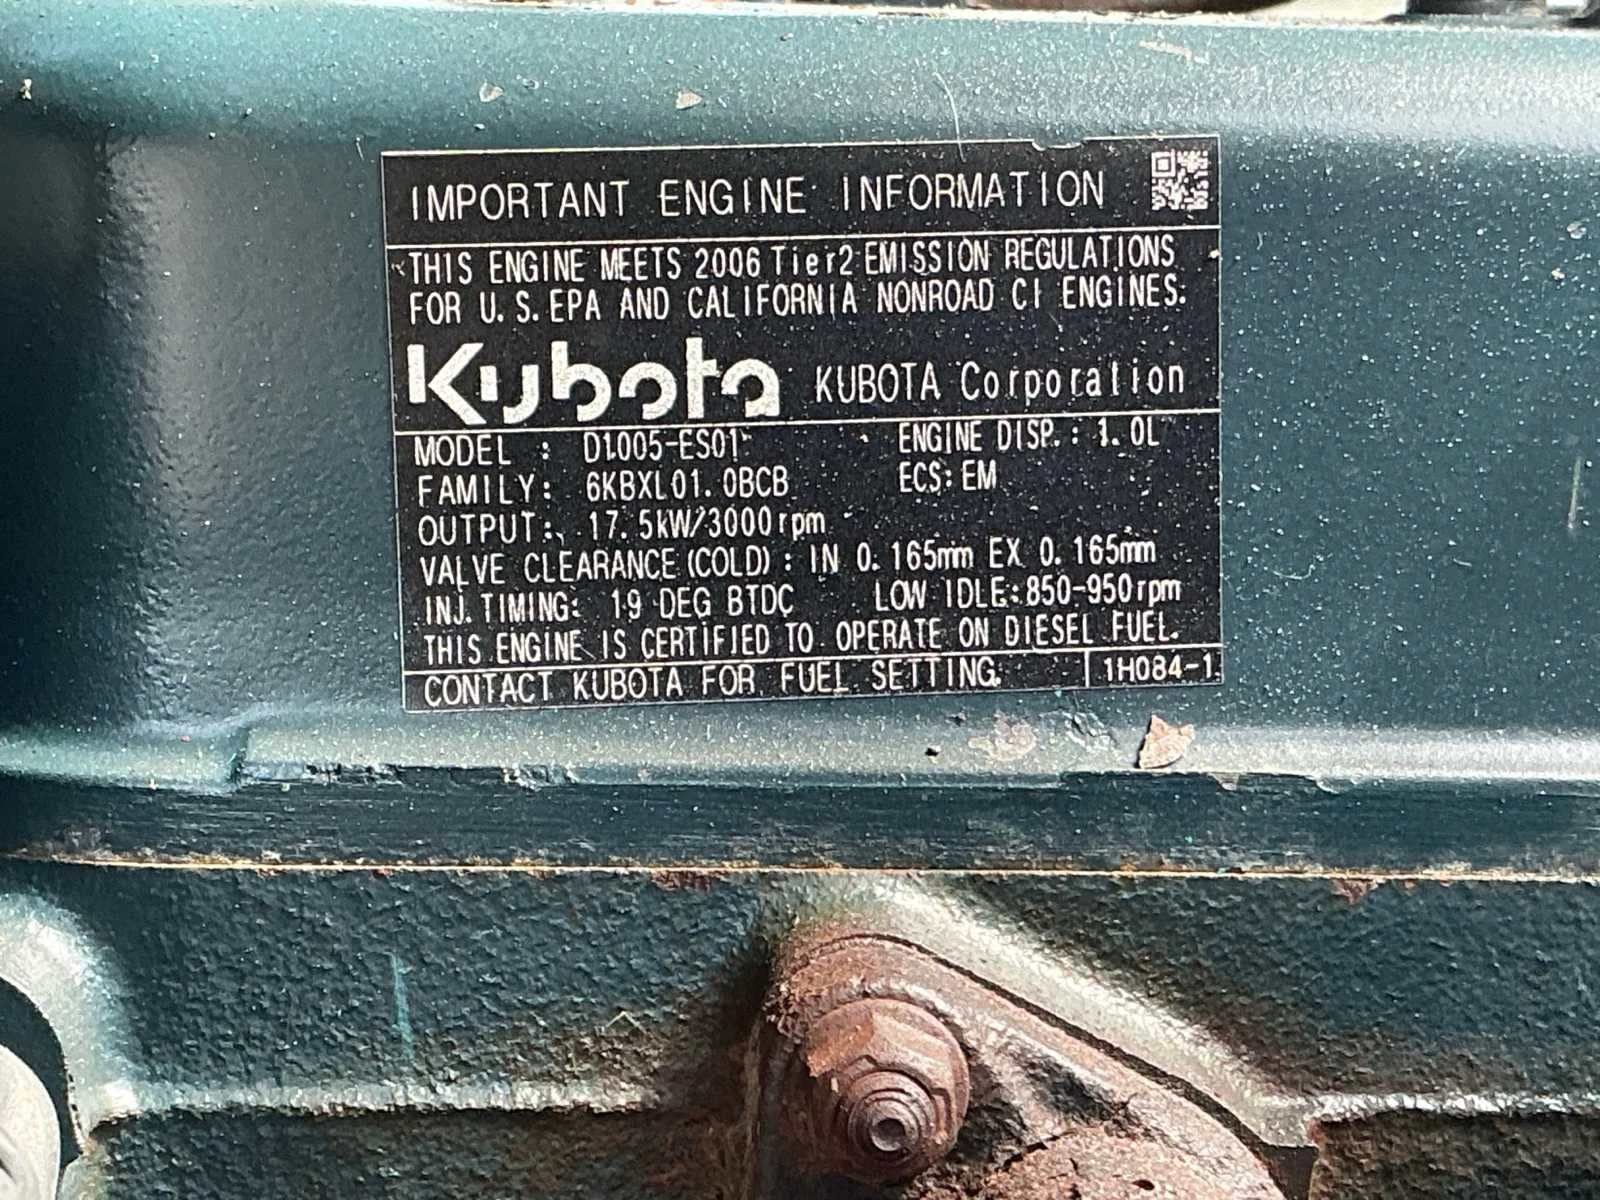 IMPORTANT ENGINE INFORMATION
THIS ENGINE MEETS 2006 Tier2 EMISSION REGULATIONS
FOR U.S.EPA AND CALIFORNIA NONROAD CI ENGINES.
Kubota KUBOTA Corporation
MODEL : D1005-ES01 ENGINE DISP.: 1.0L
FAMILY: 6KBXL01.0BCB ECS: EM
OUTPUT: 17.5kW/3000rpm
VALVE CLEARANCE(COLD): IN 0.165mm EX 0.165mm
INJ.TIMING: 19 DEG BTDC LOW IDLE:850-950rpm
THIS ENGINE IS CERTIFIED TO OPERATE ON DIESEL FUEL.
CONTACT KUBOTA FOR FUEL SETTING. 1H084-1